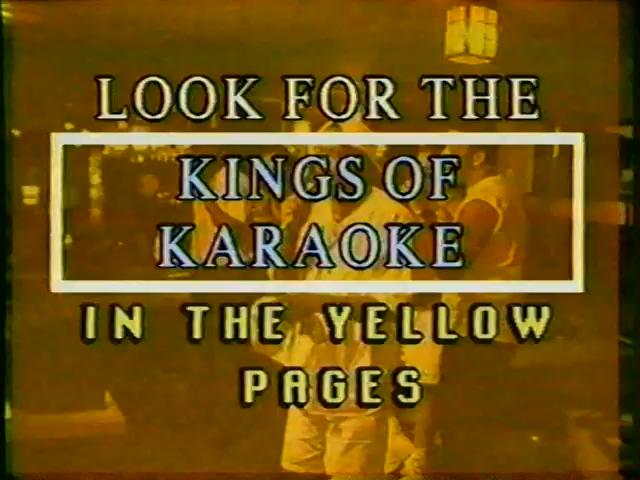 LOOK FOR THE
KINGS OF
KARAOKE
IN THE YELLOW
PAGES